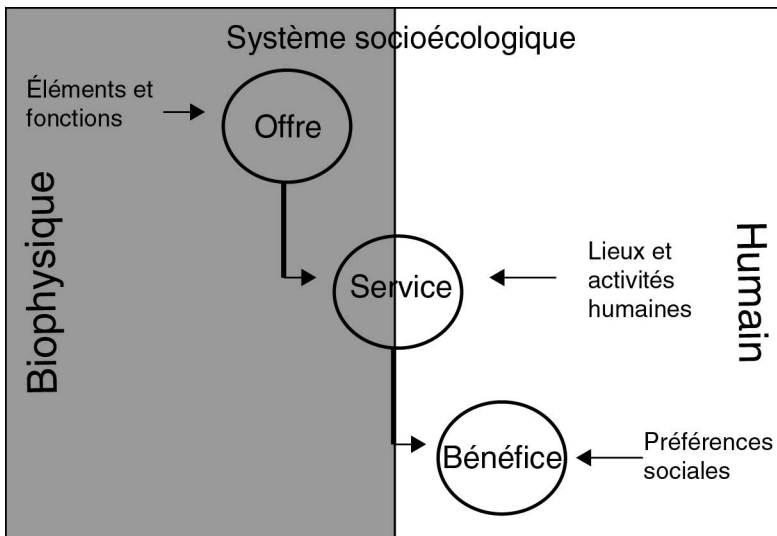 Système socioécologique
Éléments et
fonctions
Offre
Biophysique
Service
Lieux et
activités
humaines
Humain
Bénéfice
Préférences
sociales